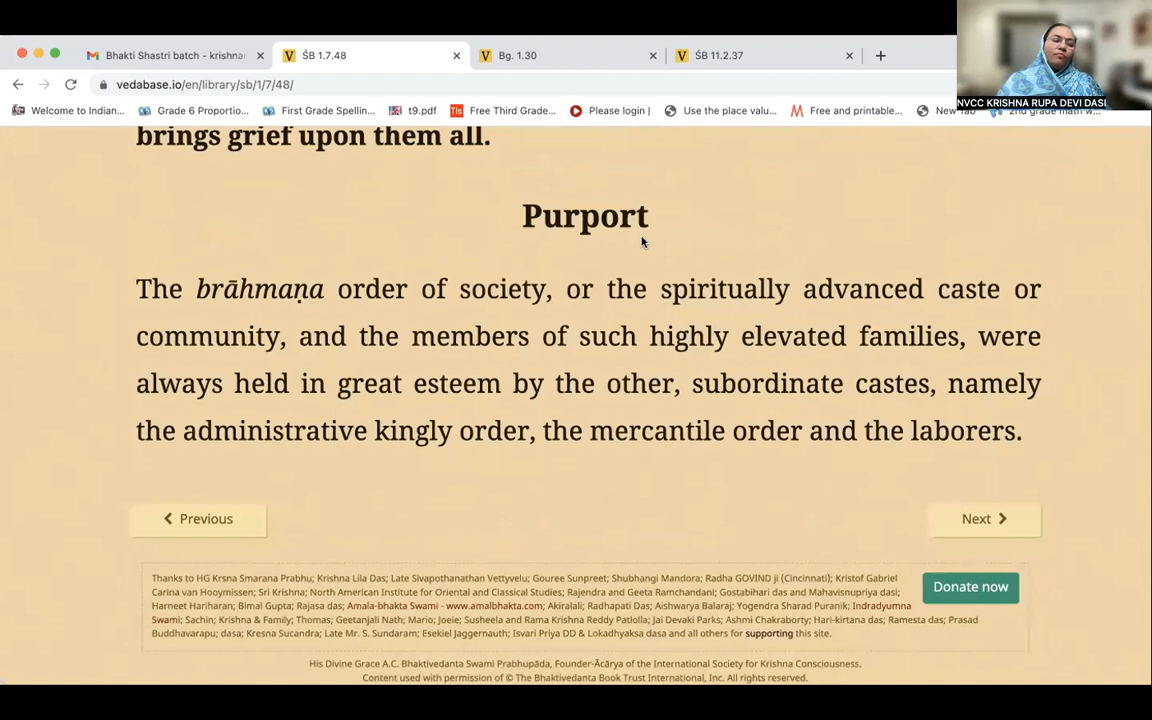 Bhakti Shastri batch - krishna
ŚB 1.7.48
Bg. 1.30
ŚB 11.2.37
vedabase.io/en/library/sb/1/7/48/
Welcome to Indian...
Grade 6 Proportio...
First Grade Spellin...
t9.pdf
Free Third Grade...
Please login |
Use the place valu...
Free and printable...
New Tab
2nd grade math w...
NVCC KRISHNA RUPA DEVI DASI
brings grief upon them all.
Purport
The brāhmaṇa order of society, or the spiritually advanced caste or
community, and the members of such highly elevated families, were
always held in great esteem by the other, subordinate castes, namely
the administrative kingly order, the mercantile order and the laborers.
Previous
Next
Thanks to HG Krsna Smarana Prabhu; Krishna Lila Das; Late Sivapothanathan Vettyvelu; Gouree Sunpreet; Shubhangi Mandora; Radha GOVIND ji (Cincinnati); Kristof Gabriel
Carina van Hooymissen; Sri Krishna; North American Institute for Oriental and Classical Studies; Rajendra and Geeta Ramchandani; Gostabihari das and Mahavisnupriya dasi;
Harneet Hariharan; Bimal Gupta; Rajasa das; Amala-bhakta Swami - www.amalbhakta.com; Akiralali; Radhapati Das; Aishwarya Balaraj; Yogendra Sharad Puranik; Indradyumna
Swami; Sachin; Krishna & Family; Thomas; Geetanjali Nath; Mario; Joeie; Susheela and Rama Krishna Reddy Patlolla; Jai Devaki Parks; Ashmi Chakraborty; Hari-kirtana das; Ramesta das; Prasad
Buddhavarapu; dasa; Kresna Sucandra; Late Mr. S. Sundaram; Esekiel Jaggernauth; Isvari Priya DD & Lokadhyaksa dasa and all others for supporting this site.
Donate now
His Divine Grace A.C. Bhaktivedanta Swami Prabhupāda, Founder-Ācārya of the International Society for Krishna Consciousness.
Content used with permission of © The Bhaktivedanta Book Trust International, Inc. All rights reserved.